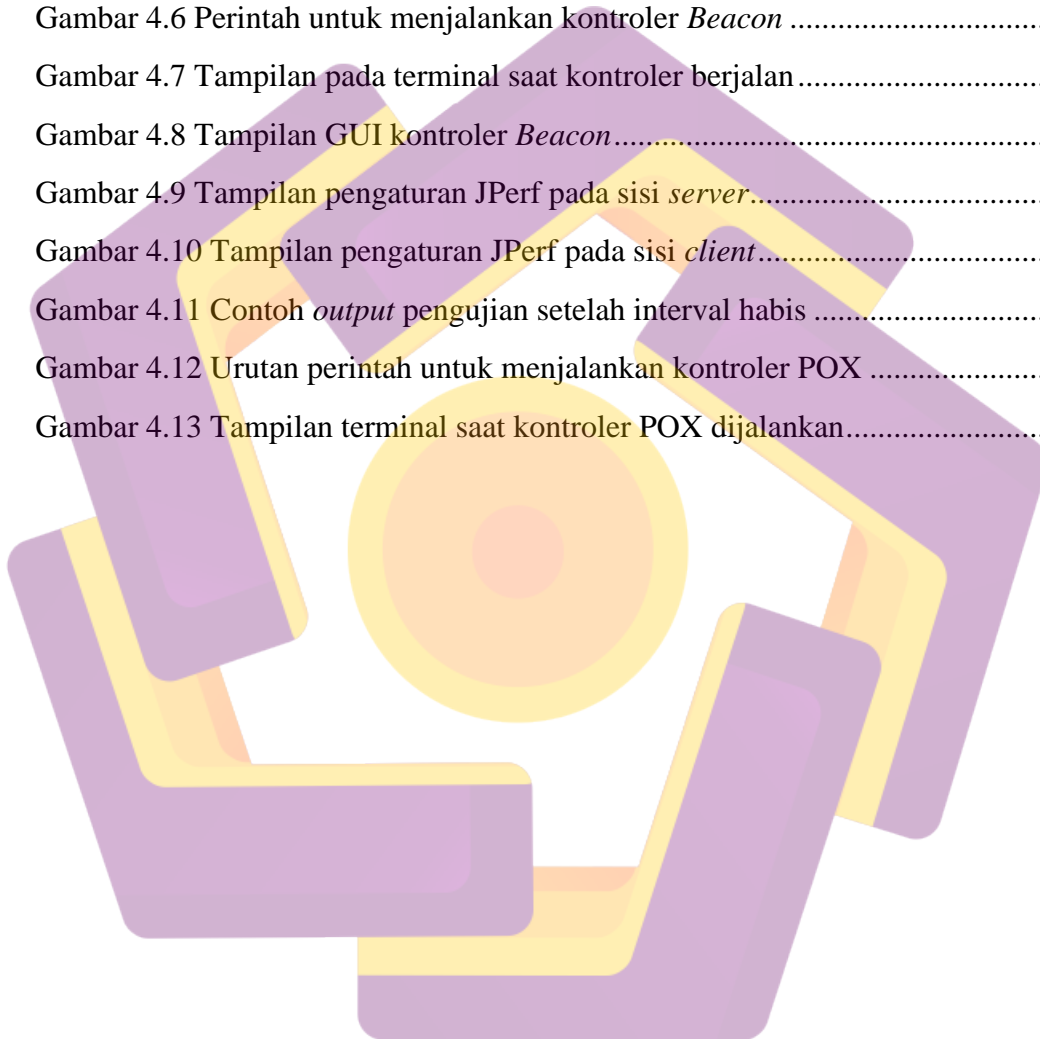 Gambar 4.6 Perintah untuk menjalankan kontroler Beacon ..............................
Gambar 4.7 Tampilan pada terminal saat kontroler berjalan ..............................
Gambar 4.8 Tampilan GUI kontroler Beacon ..............................
Gambar 4.9 Tampilan pengaturan JPerf pada sisi server ..............................
Gambar 4.10 Tampilan pengaturan JPerf pada sisi client ..............................
Gambar 4.11 Contoh output pengujian setelah interval habis ..............................
Gambar 4.12 Urutan perintah untuk menjalankan kontroler POX ..............................
Gambar 4.13 Tampilan terminal saat kontroler POX dijalankan ..............................